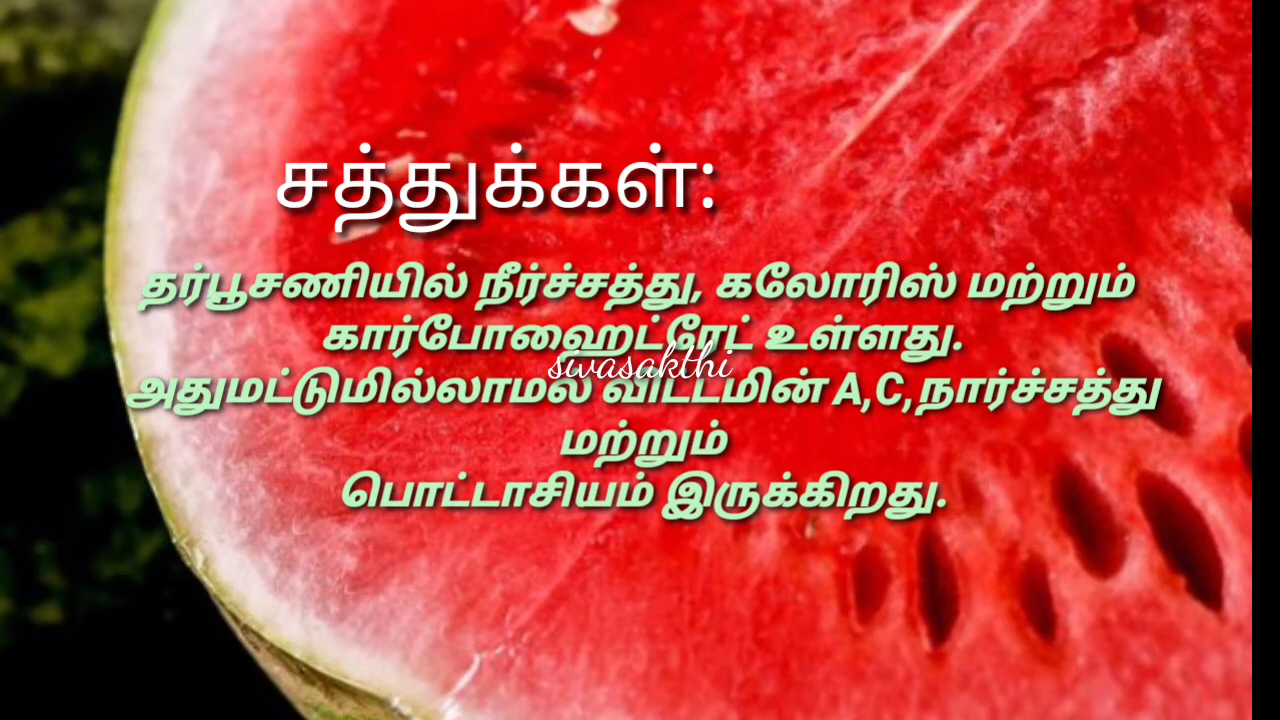 சத்துக்கள்:
தர்பூசணியில் நீர்ச்சத்து, கலோரிஸ் மற்றும்
கார்போஹைட்ரேட் உள்ளது.
swasakthi
அதுமட்டுமில்லாமல் விட்டமின் A,C,நார்ச்சத்து
மற்றும்
பொட்டாசியம் இருக்கிறது.